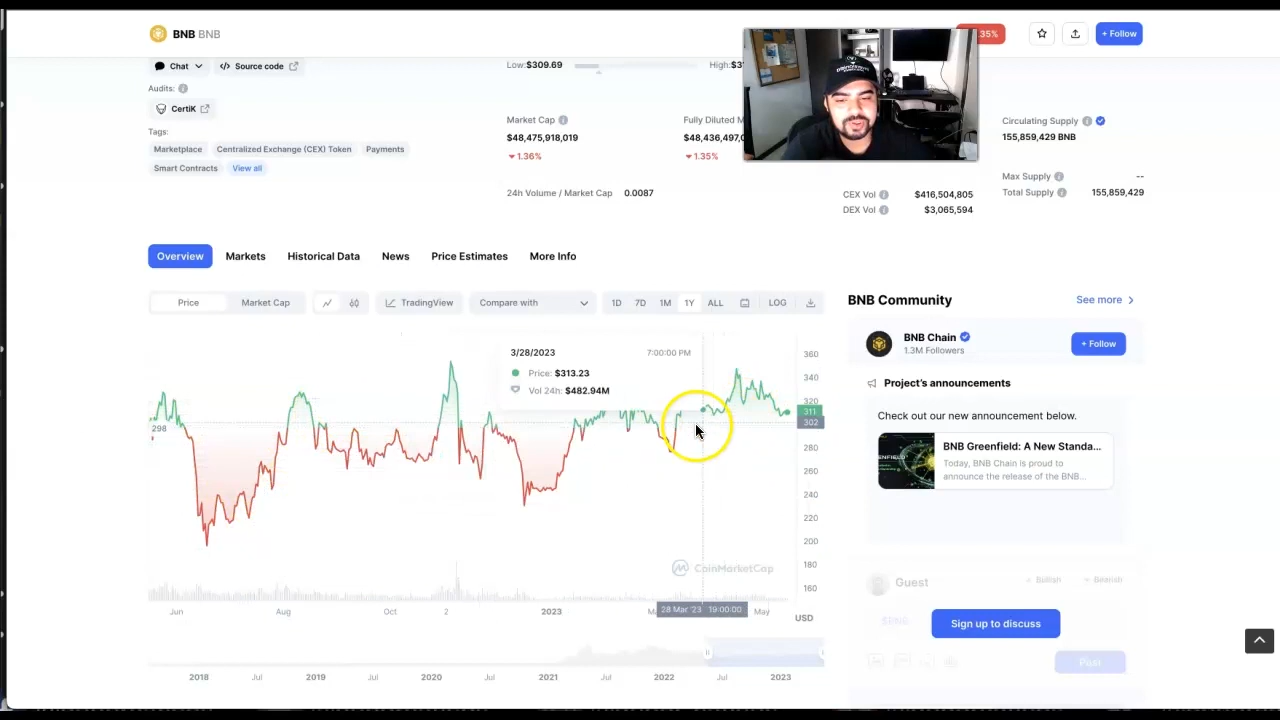 BNB BNB
35%
+ Follow
Chat
Source code
Low:$309.69
High:$3
Audits:
CertiK
Market Cap
Fully Diluted M
Circulating Supply
$48,475,918,019
$48,436,497,0
155,859,429 BNB
Tags:
1.36%
1.35%
Marketplace
Centralized Exchange (CEX) Token
Payments
Smart Contracts
View all
Max Supply
--
24h Volume / Market Cap 0.0087
CEX Vol
$416,504,805
Total Supply
155,859,429
DEX Vol
$3,065,594
Overview
Markets
Historical Data
News
Price Estimates
More Info
Price
Market Cap
TradingView
Compare with
1D
7D
1M
1Y
ALL
LOG
BNB Community
See more
3/28/2023
7:00:00 PM
Price: $313.23
Vol 24h: $482.94M
360
340
320
311
302
280
260
240
220
200
180
160
298
BNB Chain
1.3M Followers
+ Follow
Project's announcements
Check out our new announcement below.
BNB Greenfield: A New Standa...
Today, BNB Chain is proud to
announce the release of the BNB...
CoinMarketCap
Jun
Aug
Oct
2
2023
28 Mar '23 19:00:00
May
USD
Guest
Bullish
Bearish
Sign up to discuss
Post
2018
Jul
2019
Jul
2020
Jul
2021
Jul
2022
Jul
2023